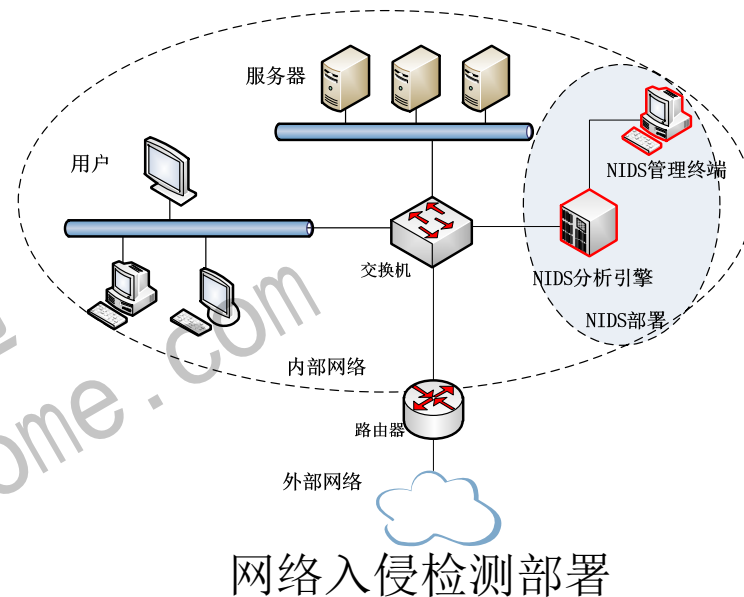 服务器
用户
NIDS管理终端
交换机
NIDS分析引擎
NIDS部署
内部网络
路由器
外部网络
ome.com
网络入侵检测部署